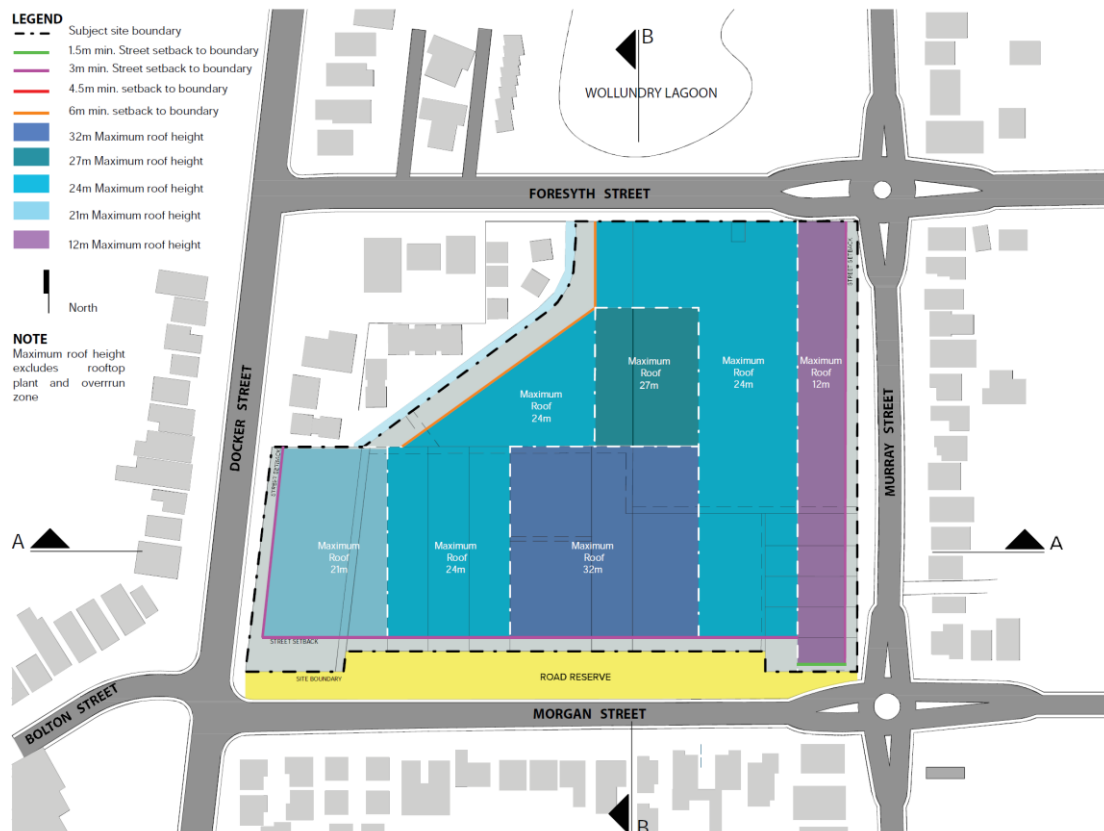 LEGEND
Subject site boundary
1.5m min. Street setback to boundary
3m min. Street setback to boundary
4.5m min. setback to boundary
6m min. setback to boundary
32m Maximum roof height
27m Maximum roof height
24m Maximum roof height
21m Maximum roof height
12m Maximum roof height
North
NOTE
Maximum roof height
excludes rooftop
plant and overrrun
zone
B
WOLLUNDRY LAGOON
FORESYTH STREET
STREET SETBACK
DOCKER STREET
MURRAY STREET
Maximum
Roof
27m
Maximum
Roof
24m
Maximum
Roof
12m
Maximum
Roof
24m
STREET SETBACK
A
Maximum
Roof
21m
Maximum
Roof
24m
Maximum
Roof
32m
A
STREET SETBACK
SITE BOUNDARY
ROAD RESERVE
BOLTON STREET
MORGAN STREET
B